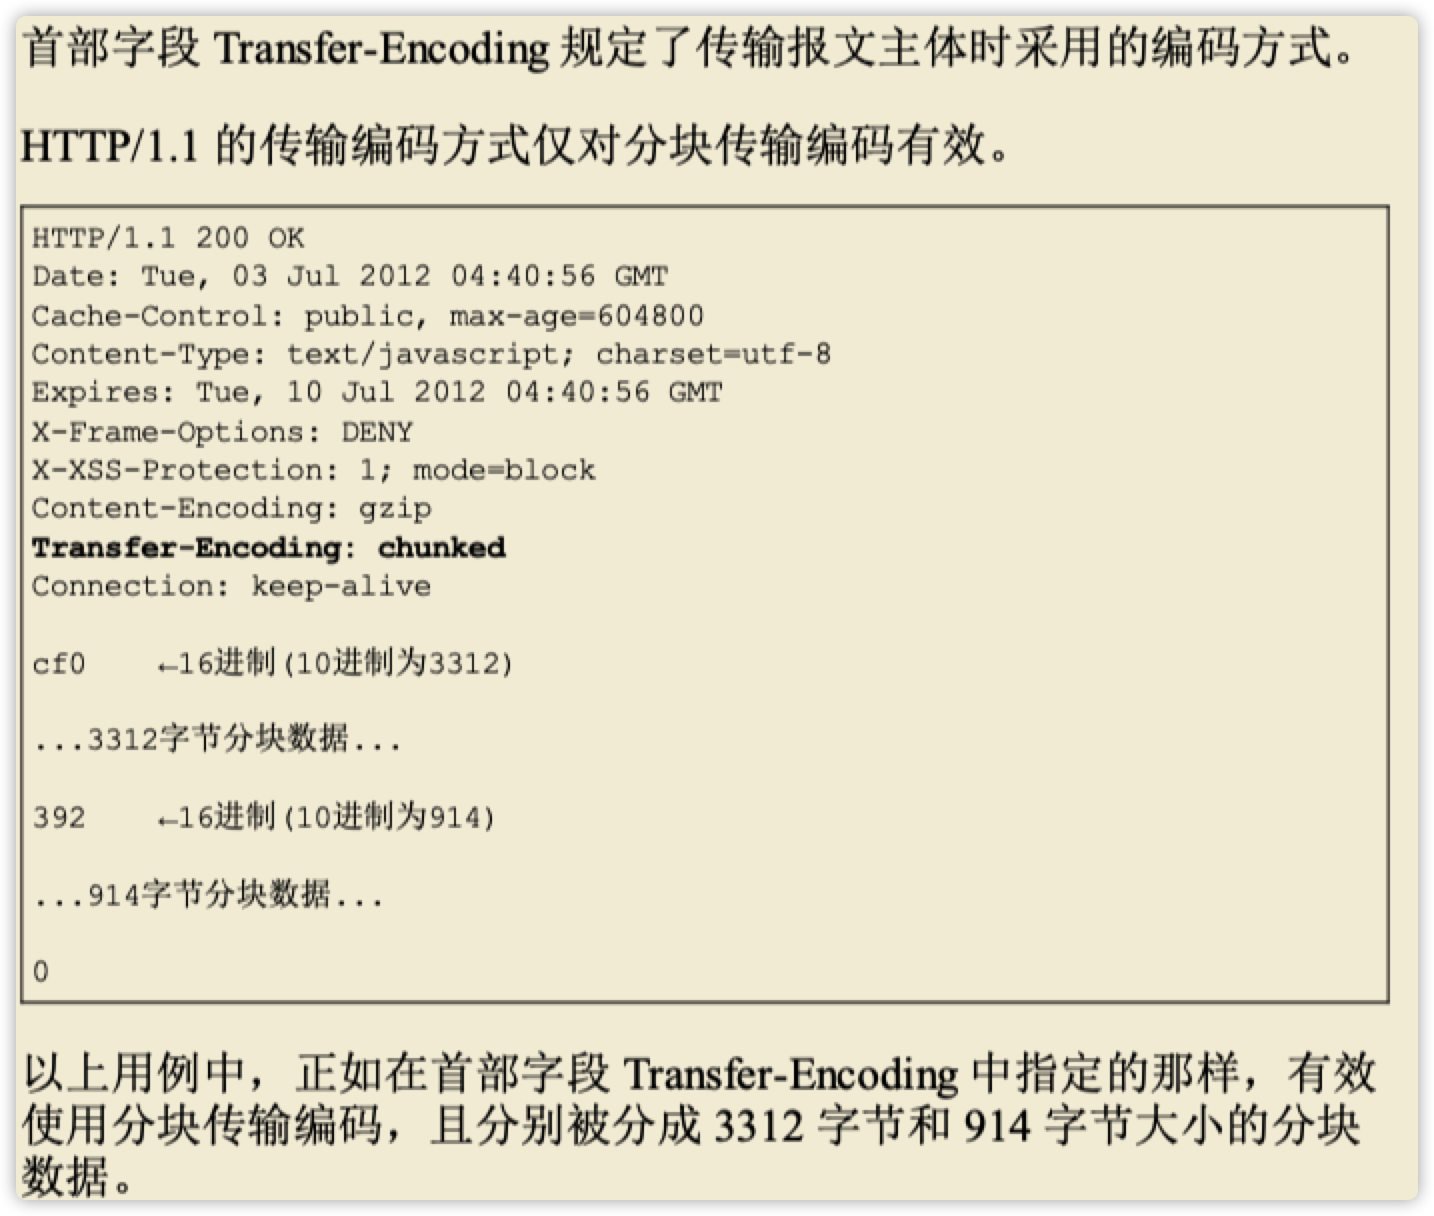 首部字段 Transfer-Encoding 规定了传输报文主体时采用的编码方式。
HTTP/1.1 的传输编码方式仅对分块传输编码有效。
HTTP/1.1 200 OK
Date: Tue, 03 Jul 2012 04:40:56 GMT
Cache-Control: public, max-age=604800
Content-Type: text/javascript; charset=utf-8
Expires: Tue, 10 Jul 2012 04:40:56 GMT
X-Frame-Options: DENY
X-XSS-Protection: 1; mode=block
Content-Encoding: gzip
Transfer-Encoding: chunked
Connection: keep-alive
cf0    ←16进制(10进制为3312)
...3312字节分块数据...
392    ←16进制(10进制为914)
...914字节分块数据...
0
以上用例中，正如在首部字段 Transfer-Encoding 中指定的那样，有效
使用分块传输编码，且分别被分成 3312 字节和 914 字节大小的分块
数据。